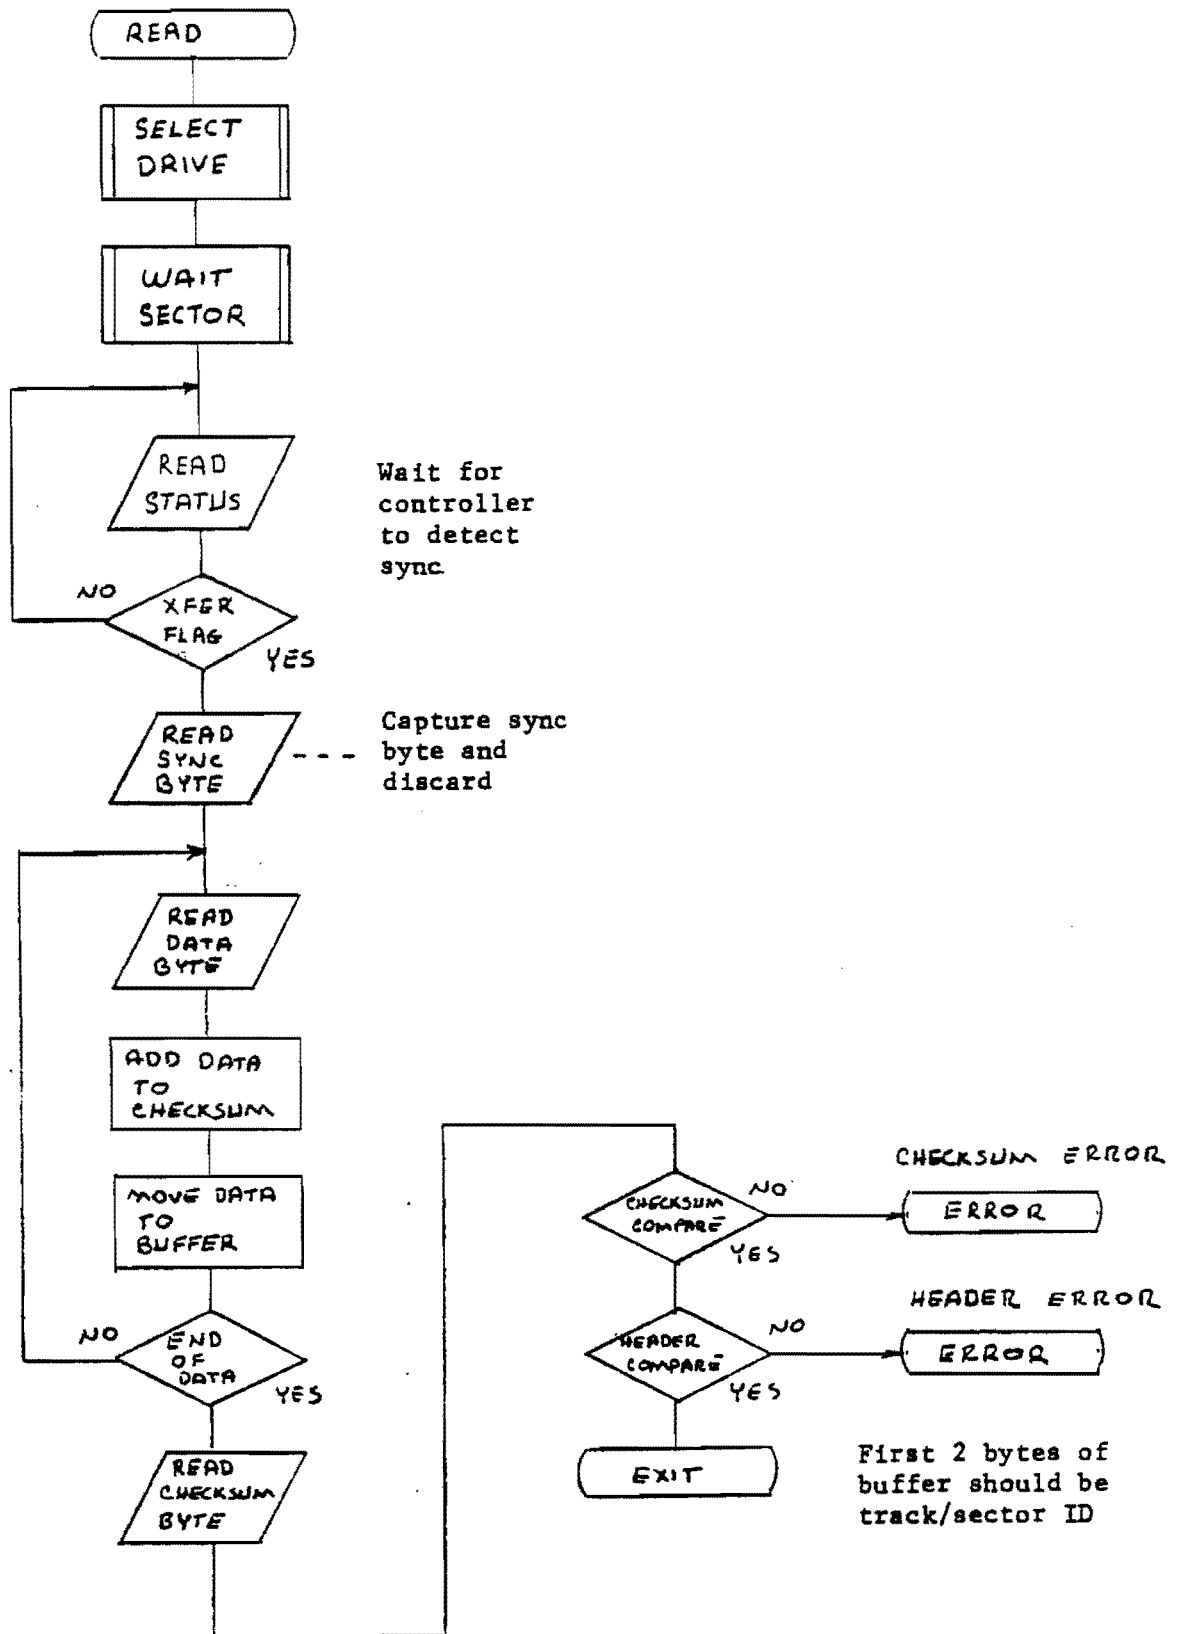 READ
SELECT
DRIVE
WAIT
SECTOR
READ
STATUS
Wait for
controller
to detect
sync
NO
XFER
FLAG
YES
READ
SYNC
BYTE
Capture sync
byte and
discard
READ
DATA
BYTE
ADD DATA
TO
CHECKSUM
MOVE DATA
TO
BUFFER
NO
END
OF
DATA
YES
READ
CHECKSUM
BYTE
CHECKSUM
COMPARE
NO
YES
CHECKSUM ERROR
ERROR
HEADER
COMPARE
NO
YES
HEADER ERROR
ERROR
EXIT
First 2 bytes of
buffer should be
track/sector ID